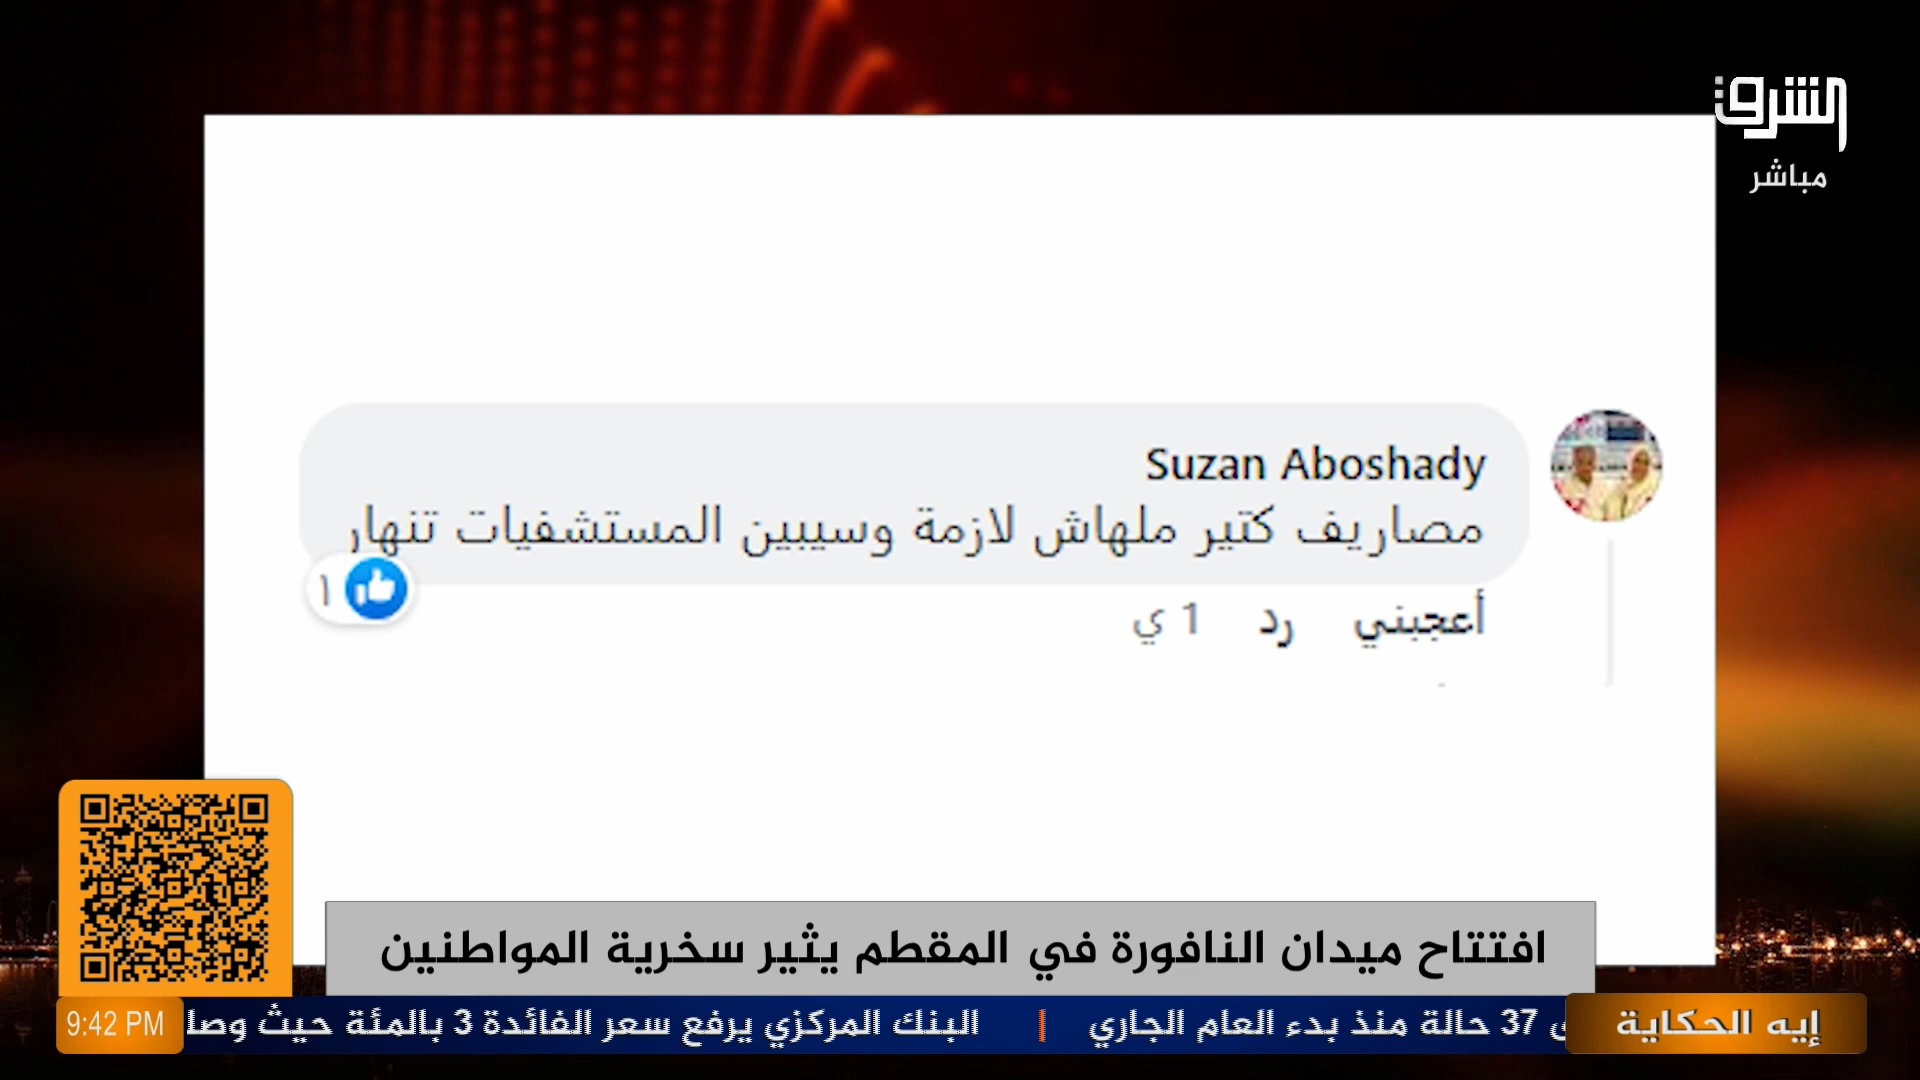 الشرق
مباشر
Suzan Aboshady
مصاريف كتير ملهاش لازمة وسيبين المستشفيات تنهار
١
أعجبني رد 1 ي
افتتاح ميدان النافورة في المقطم يثير سخرية المواطنين
إيه الحكاية
37 حالة منذ بدء العام الجاري | البنك المركزي يرفع سعر الفائدة 3 بالمئة حيث وصا
9:42 PM